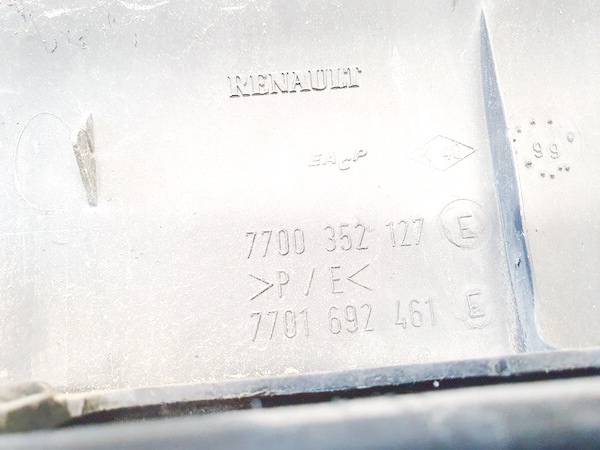 RENAULT
EACP
99
7700 352 127 E
>P / E<
7701 692 461 E